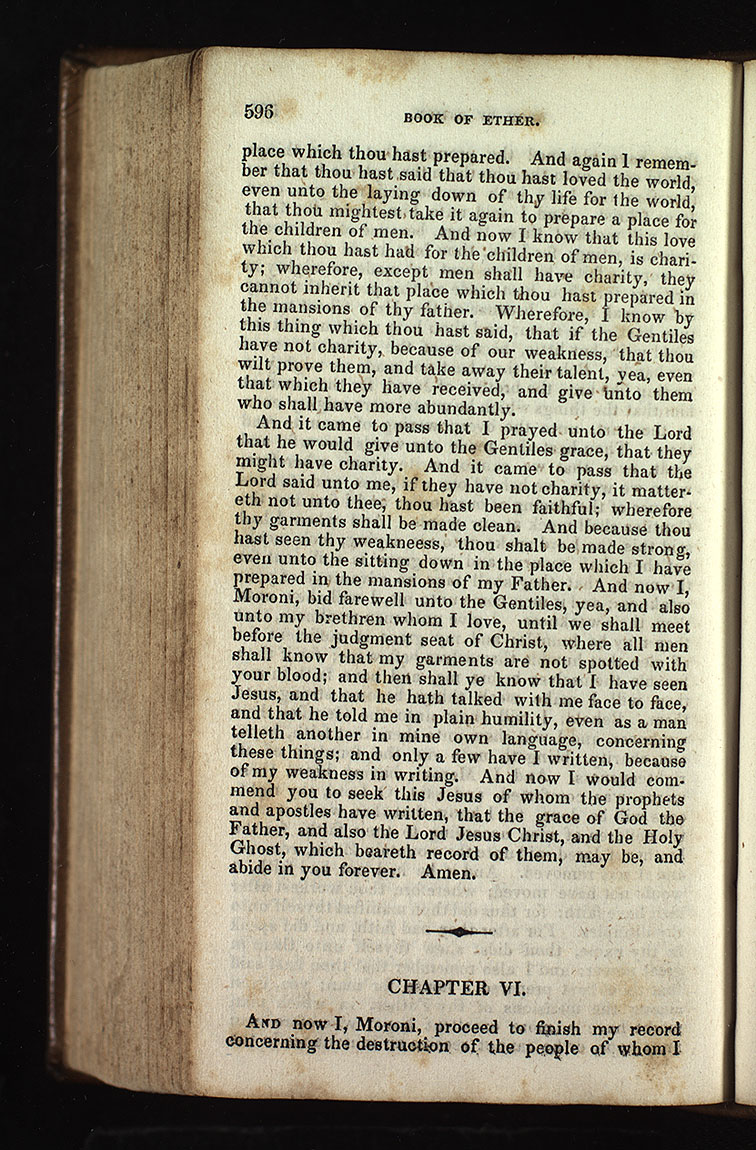 596
BOOK OF ETHER.
place which thou hast prepared. And again I remem-
ber that thou hast said that thou hast loved the world,
even unto the laying down of thy life for the world,
that thou mightest take it again to prepare a place for
the children of men. And now I know that this love
which thou hast had for the children of men, is chari-
ty; wherefore, except men shall have charity, they
cannot inherit that place which thou hast prepared in
the mansions of thy father. Wherefore, I know by
this thing which thou hast said, that if the Gentiles
have not charity, because of our weakness, that thou
wilt prove them, and take away their talent, yea, even
that which they have received, and give unto them
who shall have more abundantly.
And it came to pass that I prayed unto the Lord
that he would give unto the Gentiles grace, that they
might have charity. And it came to pass that the
Lord said unto me, if they have not charity, it matter-
eth not unto thee, thou hast been faithful; wherefore
thy garments shall be made clean. And because thou
hast seen thy weakneess, thou shalt be made strong,
even unto the sitting down in the place which I have
prepared in the mansions of my Father. And now I,
Moroni, bid farewell unto the Gentiles, yea, and also
unto my brethren whom I love, until we shall meet
before the judgment seat of Christ, where all men
shall know that my garments are not spotted with
your blood; and then shall ye know that I have seen
Jesus, and that he hath talked with me face to face,
and that he told me in plain humility, even as a man
telleth another in mine own language, concerning
these things; and only a few have I written, because
of my weakness in writing. And now I would com-
mend you to seek this Jesus of whom the prophets
and apostles have written, that the grace of God the
Father, and also the Lord Jesus Christ, and the Holy
Ghost, which beareth record of them, may be, and
abide in you forever. Amen.
CHAPTER VI.
AND now I, Moroni, proceed to finish my record
concerning the destruction of the people of whom I